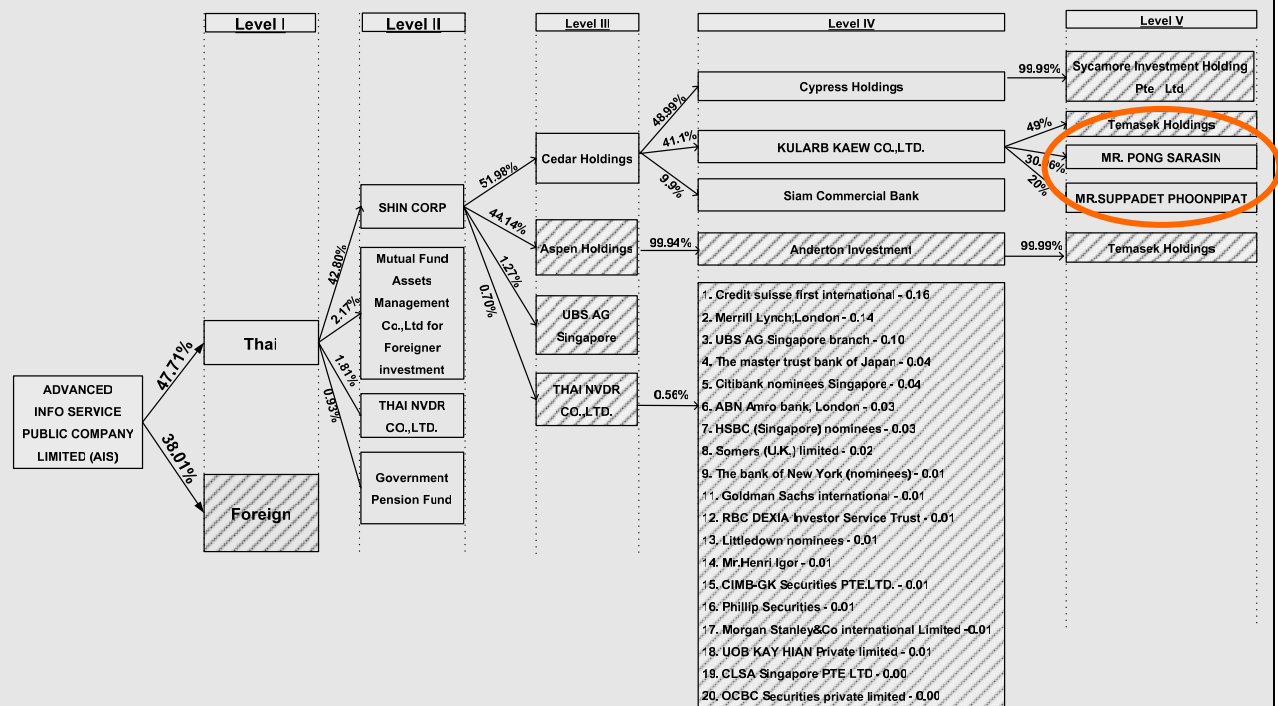 Level I
Level II
Level III
Level IV
Level V
ADVANCED
INFO SERVICE
PUBLIC COMPANY
LIMITED (AIS)
47.71%
38.01%
Thai
Foreign
42.80%
2.17%
1.81%
0.93%
SHIN CORP
Mutual Fund
Assets
Management
Co.,Ltd for
Foreigner
investment
THAI NVDR
CO.,LTD.
Government
Pension Fund
51.98%
44.14%
1.27%
0.70%
Cedar Holdings
Aspen Holdings
UBS AG
Singapore
THAI NVDR
CO.,LTD.
48.99%
41.1%
9.9%
99.94%
0.56%
Cypress Holdings
KULARB KAEW CO.,LTD.
Siam Commercial Bank
Anderton Investment
1. Credit suisse first international - 0.16
2. Merrill Lynch,London - 0.14
3. UBS AG Singapore branch - 0.10
4. The master trust bank of Japan - 0.04
5. Citibank nominees Singapore - 0.04
6. ABN Amro bank, London - 0.03
7. HSBC (Singapore) nominees - 0.03
8. Somers (U.K.) limited - 0.02
9. The bank of New York (nominees) - 0.01
11. Goldman Sachs international - 0.01
12. RBC DEXIA Investor Service Trust - 0.01
13. Littledown nominees - 0.01
14. Mr.Henri Igor - 0.01
15. CIMB-GK Securities PTE.LTD. - 0.01
16. Phillip Securities - 0.01
17. Morgan Stanley&Co international Limited -0.01
18. UOB KAY HIAN Private limited - 0.01
19. CLSA Singapore PTE LTD - 0.00
20. OCBC Securities private limited - 0.00
99.99%
49%
20%
99.99%
Sycamore Investment Holding
Pte Ltd
Temasek Holdings
MR. PONG SARASIN
MR.SUPPADET PHOONPIPAT
Temasek Holdings